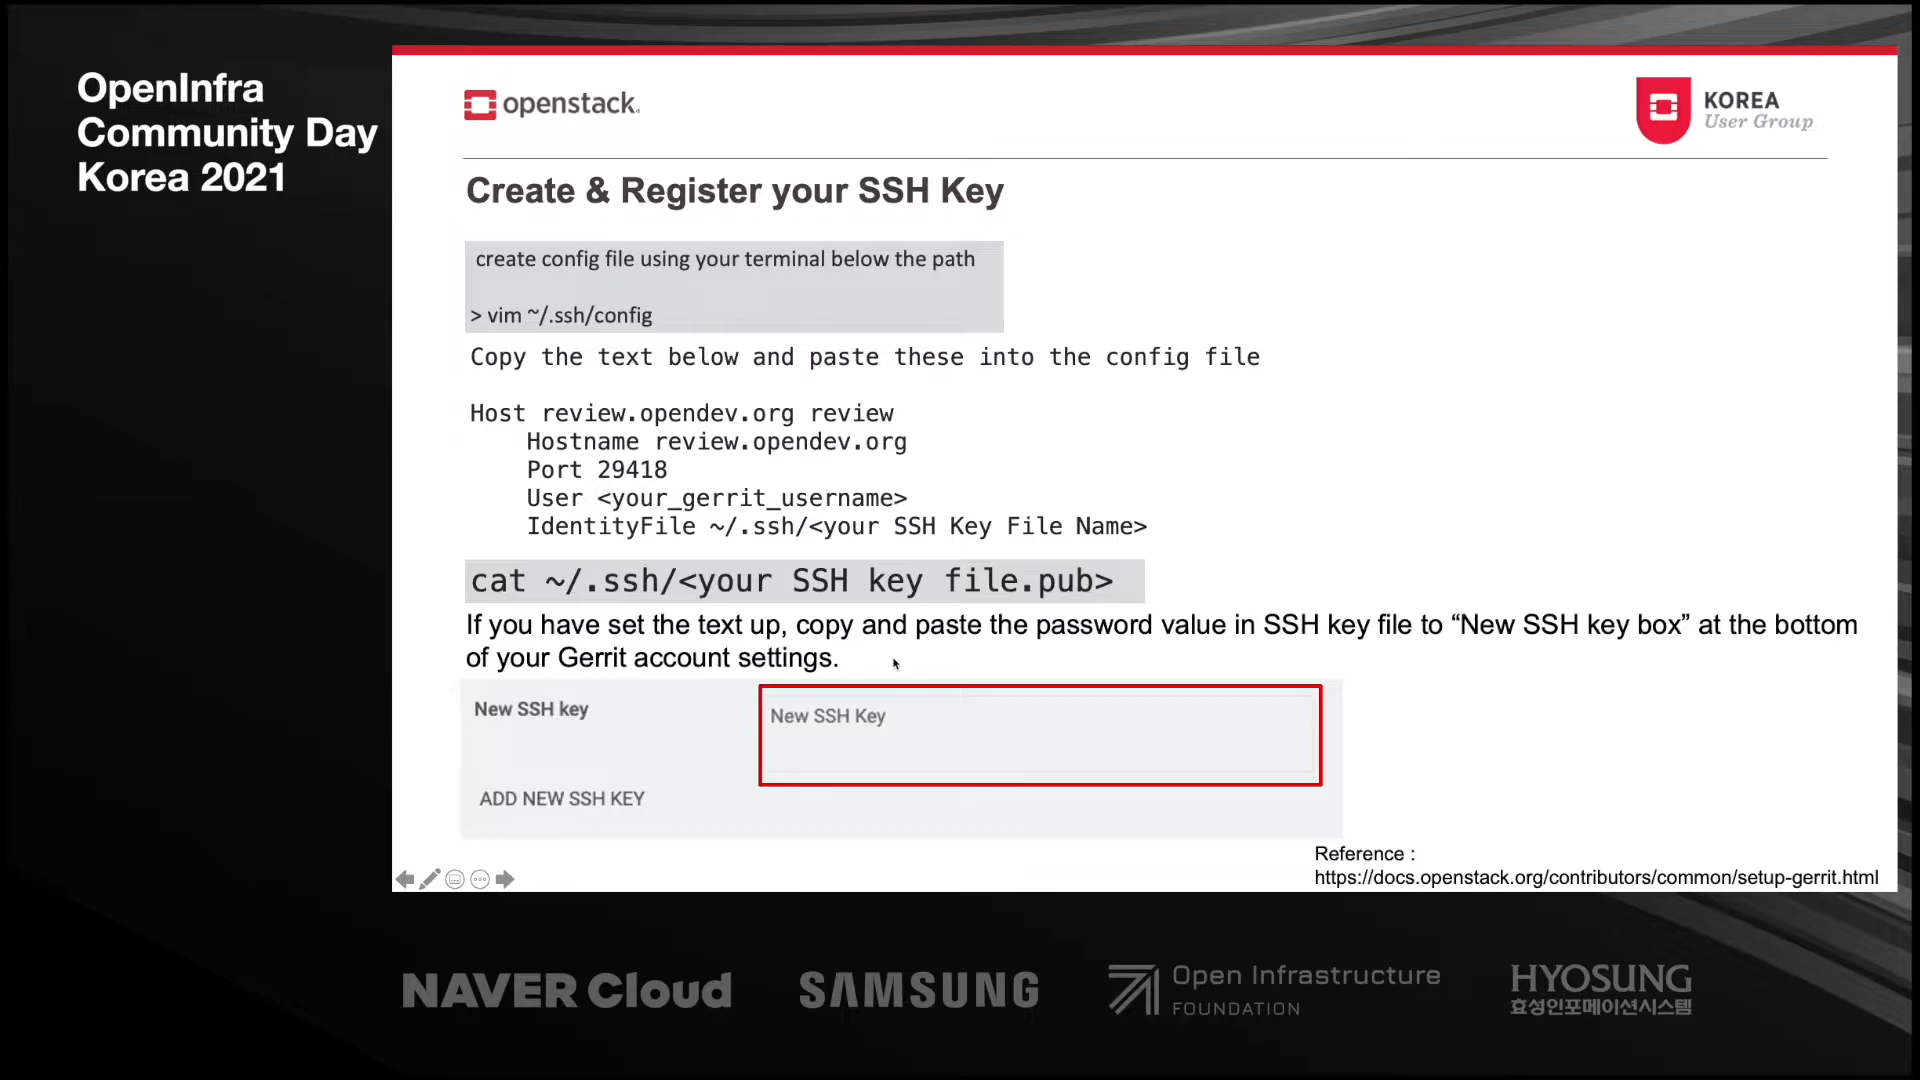 OpenInfra
Community Day
Korea 2021
openstack.
KOREA
User Group
Create & Register your SSH Key
create config file using your terminal below the path
> vim ~/.ssh/config
Copy the text below and paste these into the config file
Host review.opendev.org review
Hostname review.opendev.org
Port 29418
User <your_gerrit_username>
IdentityFile ~/.ssh/<your SSH Key File Name>
cat ~/.ssh/<your SSH key file.pub>
If you have set the text up, copy and paste the password value in SSH key file to “New SSH key box” at the bottom
of your Gerrit account settings.
New SSH key
New SSH Key
ADD NEW SSH KEY
Reference :
https://docs.openstack.org/contributors/common/setup-gerrit.html
NAVER Cloud
SAMSUNG
Open Infrastructure
FOUNDATION
HYOSUNG
효성인포메이션시스템